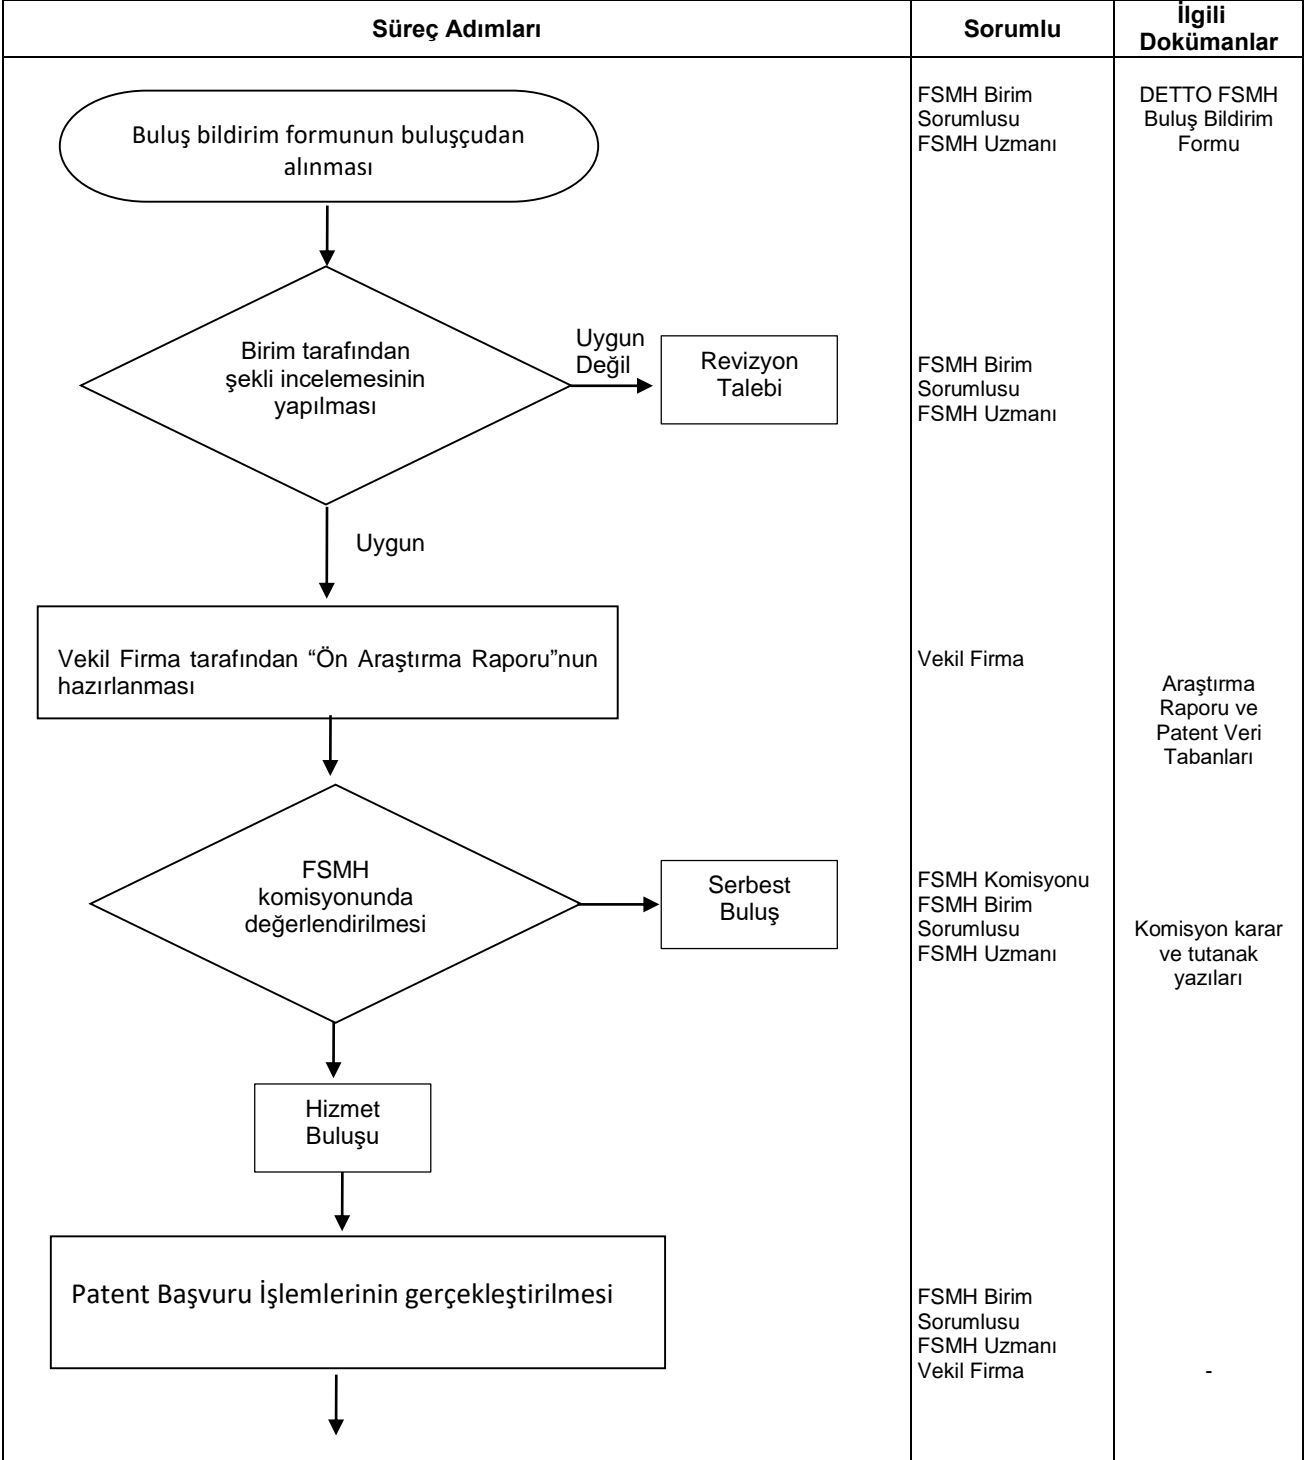 Süreç Adımları
Sorumlu
İlgili
Dokümanlar
Buluş bildirim formunun buluşçudan
alınması
FSMH Birim
Sorumlusu
FSMH Uzmanı
DETTO FSMH
Buluş Bildirim
Formu
Birim tarafından
şekli incelemesinin
yapılması
Uygun
Değil
Revizyon
Talebi
FSMH Birim
Sorumlusu
FSMH Uzmanı
Uygun
Vekil Firma tarafından “Ön Araştırma Raporu”nun
hazırlanması
Vekil Firma
Araştırma
Raporu ve
Patent Veri
Tabanları
FSMH
komisyonunda
değerlendirilmesi
Serbest
Buluş
FSMH Komisyonu
FSMH Birim
Sorumlusu
FSMH Uzmanı
Komisyon karar
ve tutanak
yazıları
Hizmet
Buluşu
Patent Başvuru İşlemlerinin gerçekleştirilmesi
FSMH Birim
Sorumlusu
FSMH Uzmanı
Vekil Firma
-